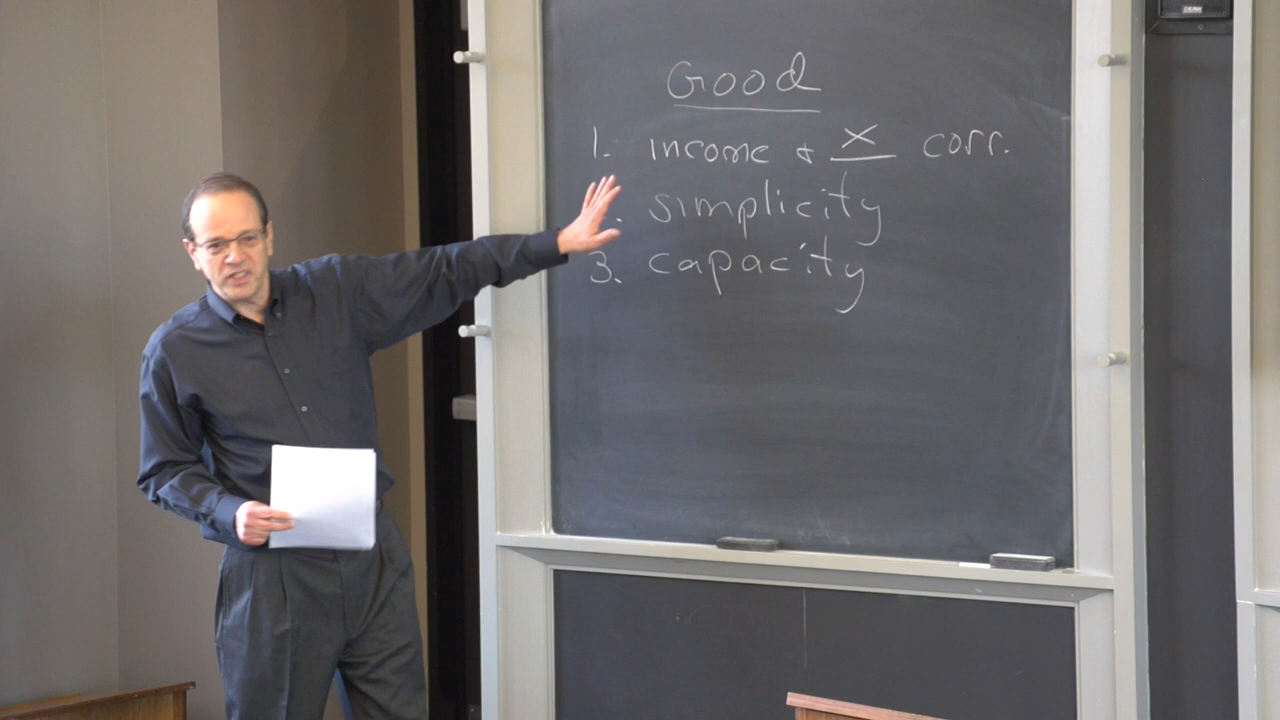 Good
1. income & X corr.
. simplicity
3. capacity